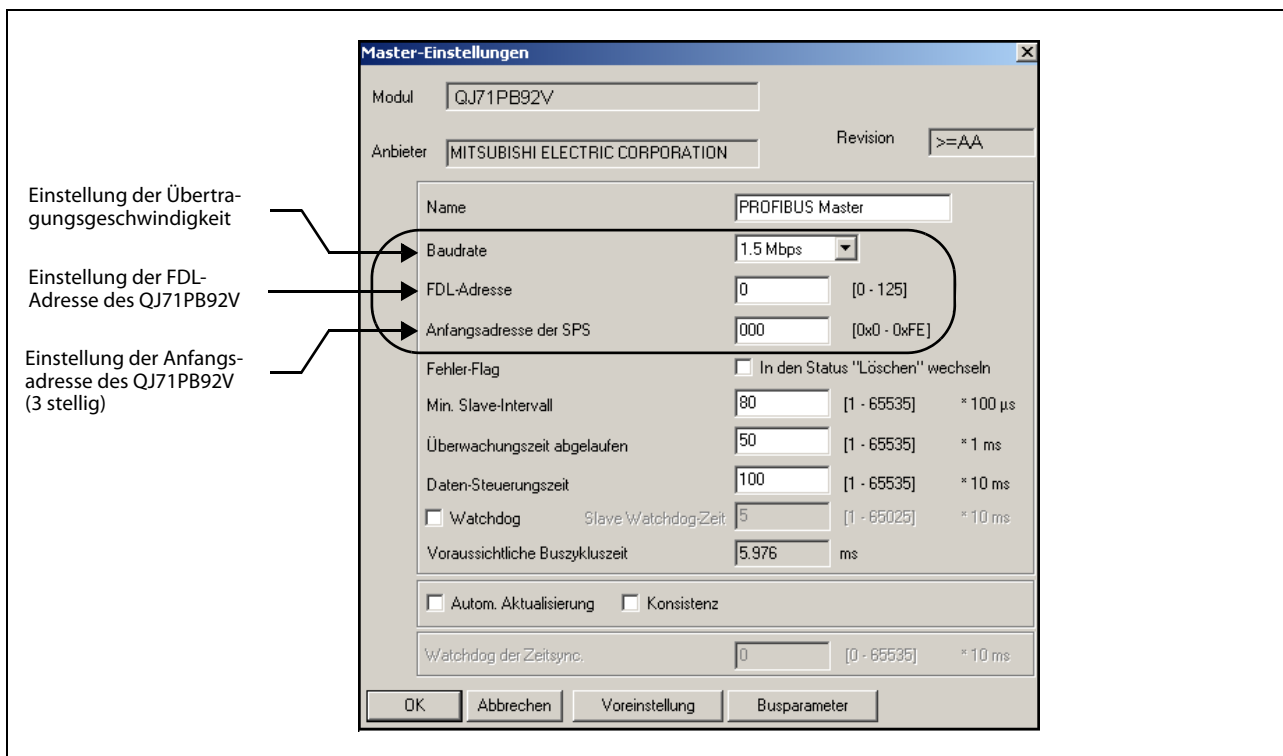 Master-Einstellungen
Modul QJ71PB92V
Revision >=AA
Anbieter MITSUBISHI ELECTRIC CORPORATION
Einstellung der Übertra-
gungsgeschwindigkeit
Einstellung der FDL-
Adresse des QJ71PB92V
Einstellung der Anfangs-
adresse des QJ71PB92V
(3 stellig)
Name PROFIBUS Master
Baudrate 1.5 Mbps
FDL-Adresse 0 [0 - 125]
Anfangsadresse der SPS 000 [0x0 - 0xFE]
Fehler-Flag In den Status "Löschen" wechseln
Min. Slave-Intervall 80 [1 - 65535] * 100 µs
Überwachungszeit abgelaufen 50 [1 - 65535] * 1 ms
Daten-Steuerungszeit 100 [1 - 65535] * 10 ms
Watchdog Slave Watchdog-Zeit 5 [1 - 65025] * 10 ms
Voraussichtliche Buszykluszeit 5.976 ms
Autom. Aktualisierung Konsistenz
Watchdog der Zeitsync. 0 [0 - 65535] * 10 ms
OK Abbrechen Voreinstellung Busparameter